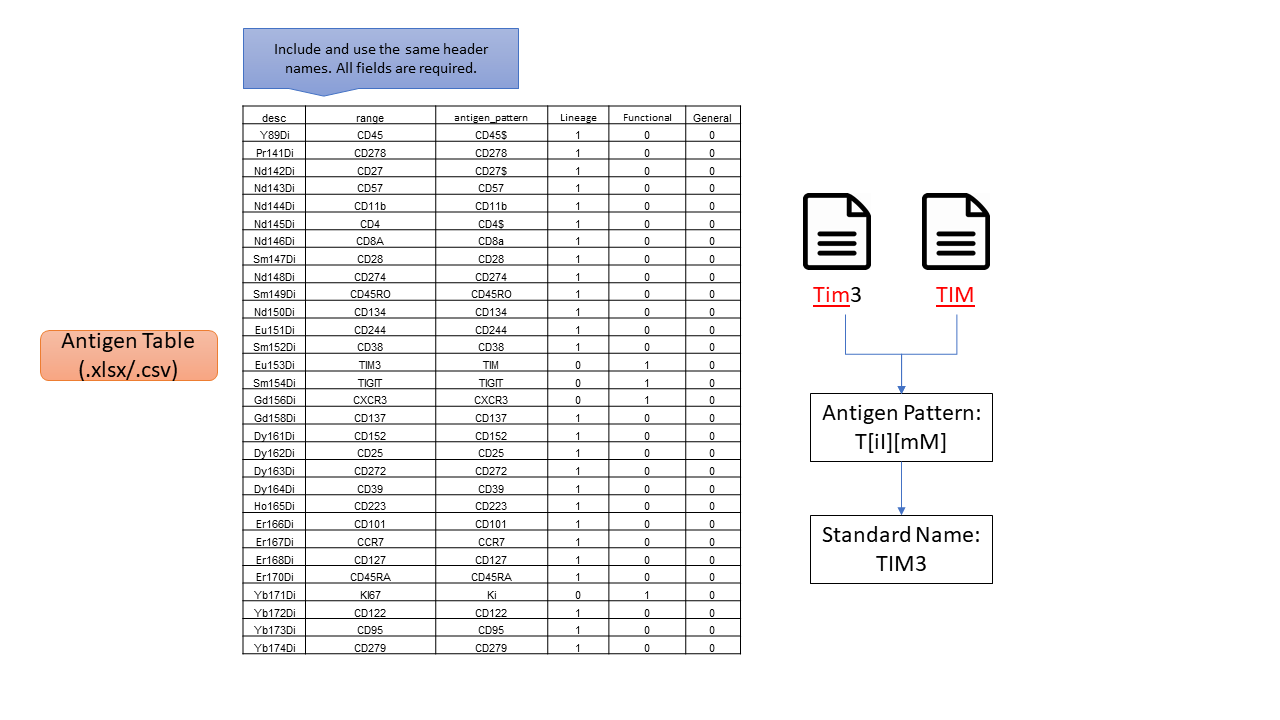 Include and use the same header
names. All fields are required.
desc range antigen_pattern Lineage Functional General
Y89Di CD45 CD45$ 1 0 0
Pr141Di CD278 CD278 1 0 0
Nd142Di CD27 CD27$ 1 0 0
Nd143Di CD57 CD57 1 0 0
Nd144Di CD11b CD11b 1 0 0
Nd145Di CD4 CD4$ 1 0 0
Nd146Di CD8A CD8a 1 0 0
Sm147Di CD28 CD28 1 0 0
Nd148Di CD274 CD274 1 0 0
Sm149Di CD45RO CD45RO 1 0 0
Nd150Di CD134 CD134 1 0 0
Eu151Di CD244 CD244 1 0 0
Sm152Di CD38 CD38 1 0 0
Eu153Di TIM3 TIM 0 1 0
Sm154Di TIGIT TIGIT 0 1 0
Gd156Di CXCR3 CXCR3 0 1 0
Gd158Di CD137 CD137 1 0 0
Dy161Di CD152 CD152 1 0 0
Dy162Di CD25 CD25 1 0 0
Dy163Di CD272 CD272 1 0 0
Dy164Di CD39 CD39 1 0 0
Ho165Di CD223 CD223 1 0 0
Er166Di CD101 CD101 1 0 0
Er167Di CCR7 CCR7 1 0 0
Er168Di CD127 CD127 1 0 0
Er170Di CD45RA CD45RA 1 0 0
Yb171Di KI67 Ki 0 1 0
Yb172Di CD122 CD122 1 0 0
Yb173Di CD95 CD95 1 0 0
Yb174Di CD279 CD279 1 0 0
Antigen Table
(.xlsx/.csv)
Tim3 TIM
Antigen Pattern:
T[iI][mM]
Standard Name:
TIM3